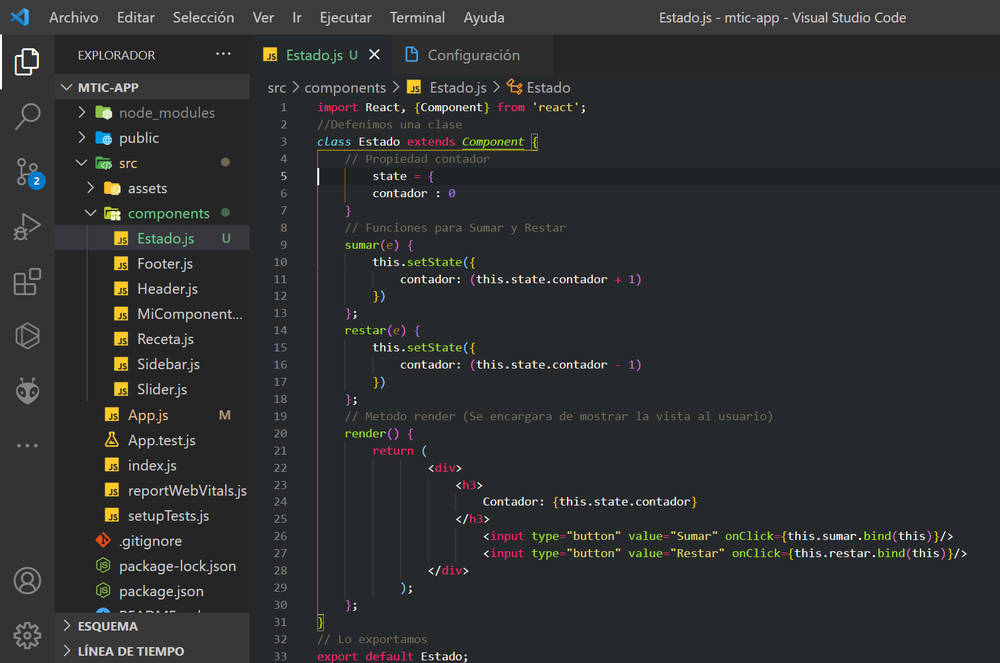 Archivo Editar Selección Ver Ir Ejecutar Terminal Ayuda Estado.js - mtic-app - Visual Studio Code
EXPLORADOR ···
MTIC-APP
node_modules
public
src
assets
components
Estado.js U
Footer.js
Header.js
MiComponent...
Receta.js
Sidebar.js
Slider.js
App.js M
App.test.js
index.js
reportWebVitals.js
setupTests.js
.gitignore
package-lock.json
package.json
ESQUEMA
LÍNEA DE TIEMPO
2
JS Estado.js U Configuración
src > components > JS Estado.js > Estado
1 import React, {Component} from 'react';
2 //Defenimos una clase
3 class Estado extends Component {
4 // Propiedad contador
5 state = {
6 contador : 0
7 }
8 // Funciones para Sumar y Restar
9 sumar(e) {
10 this.setState({
11 contador: (this.state.contador + 1)
12 })
13 };
14 restar(e) {
15 this.setState({
16 contador: (this.state.contador - 1)
17 })
18 };
19 // Metodo render (Se encargara de mostrar la vista al usuario)
20 render() {
21 return (
22 <div>
23 <h3>
24 Contador: {this.state.contador}
25 </h3>
26 <input type="button" value="Sumar" onClick={this.sumar.bind(this)}/>
27 <input type="button" value="Restar" onClick={this.restar.bind(this)}/>
28 </div>
29 );
30 };
31 }
32 // Lo exportamos
33 export default Estado;